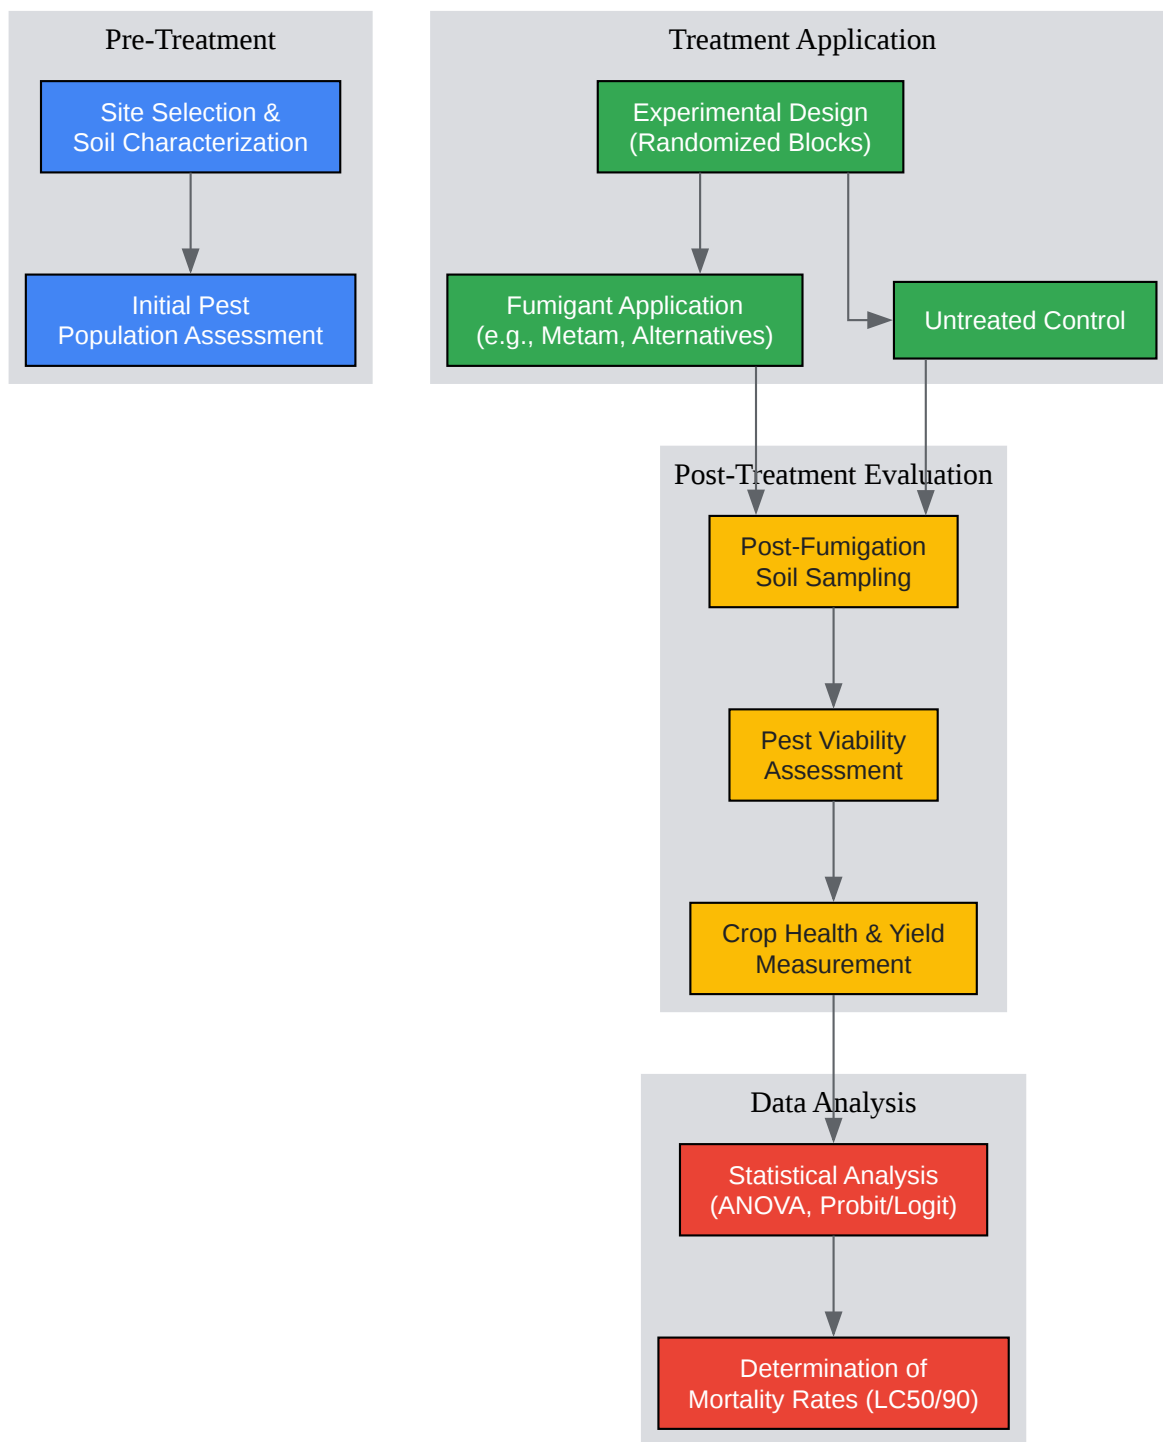 Pre-Treatment
Site Selection &
Soil Characterization
Initial Pest
Population Assessment
Treatment Application
Experimental Design
(Randomized Blocks)
Fumigant Application
(e.g., Metam, Alternatives)
Untreated Control
Post-Treatment Evaluation
Post-Fumigation
Soil Sampling
Pest Viability
Assessment
Crop Health & Yield
Measurement
Data Analysis
Statistical Analysis
(ANOVA, Probit/Logit)
Determination of
Mortality Rates (LC50/90)